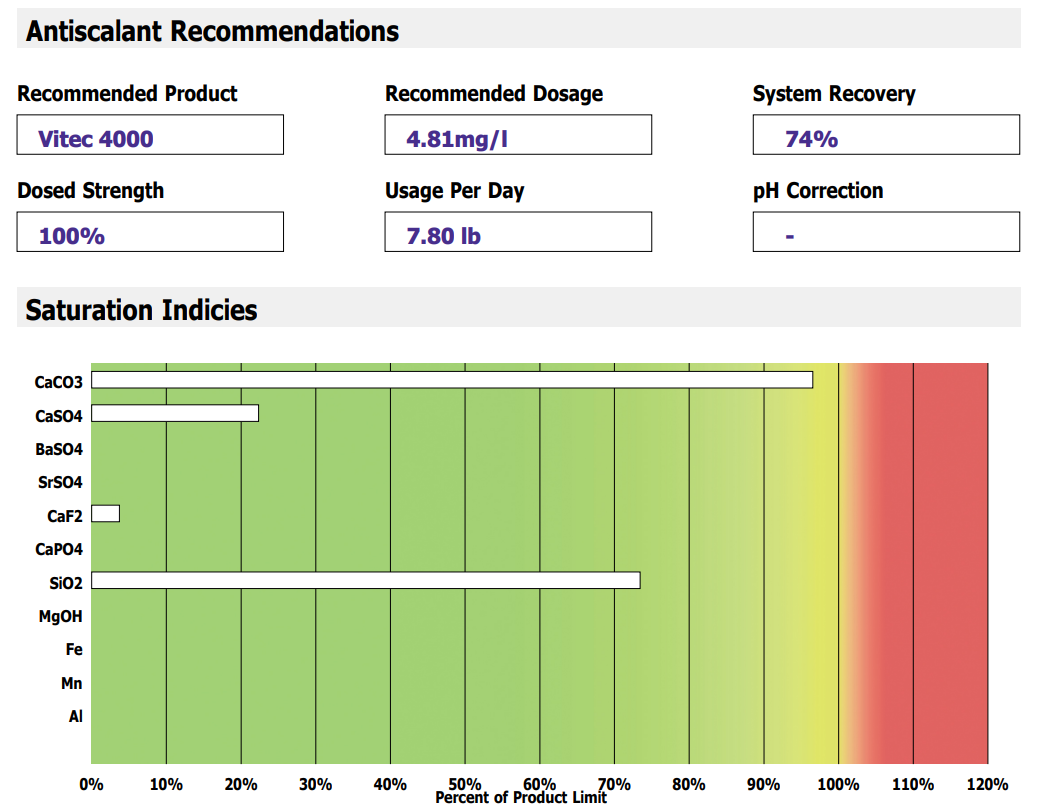 Antiscalant Recommendations
Recommended Product Recommended Dosage System Recovery
Vitec 4000 4.81mg/l 74%
Dosed Strength Usage Per Day pH Correction
100% 7.80 lb -
Saturation Indicies
CaCO3
CaSO4
BaSO4
SrSO4
CaF2
CaPO4
SiO2
MgOH
Fe
Mn
Al
0% 10% 20% 30% 40% 50% 60% 70% 80% 90% 100% 110% 120%
Percent of Product Limit